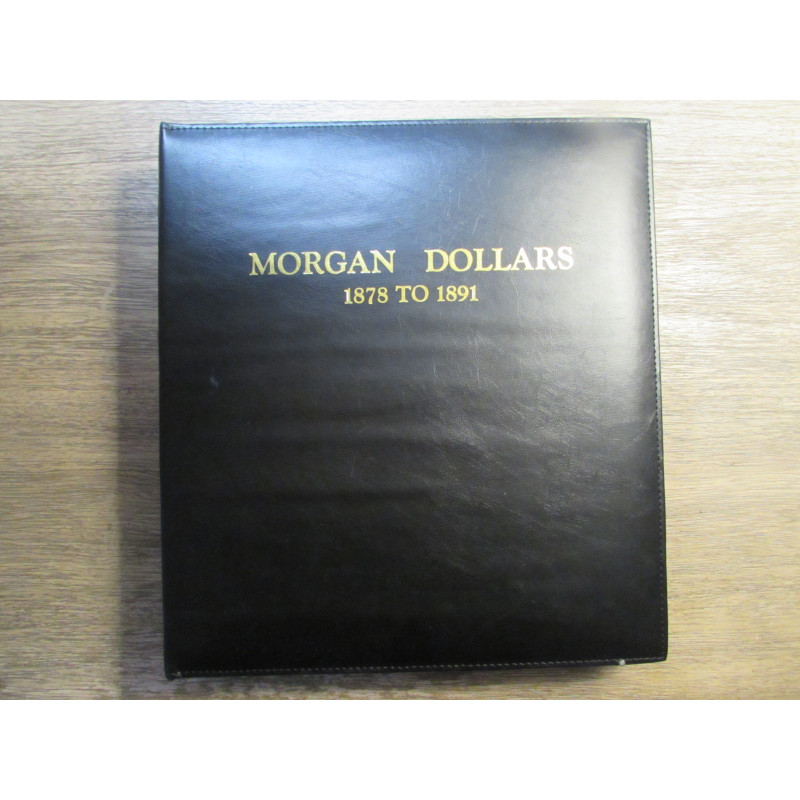 MORGAN DOLLARS
1878 TO 1891